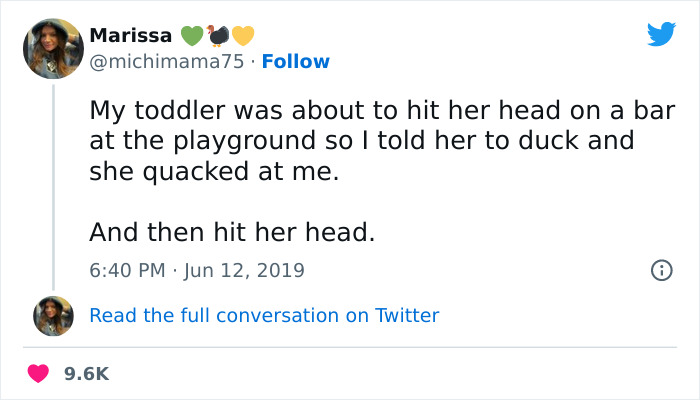 Marissa 💚🦃💛
@michimama75 · Follow
My toddler was about to hit her head on a bar
at the playground so I told her to duck and
she quacked at me.
And then hit her head.
6:40 PM · Jun 12, 2019
Read the full conversation on Twitter
9.6K